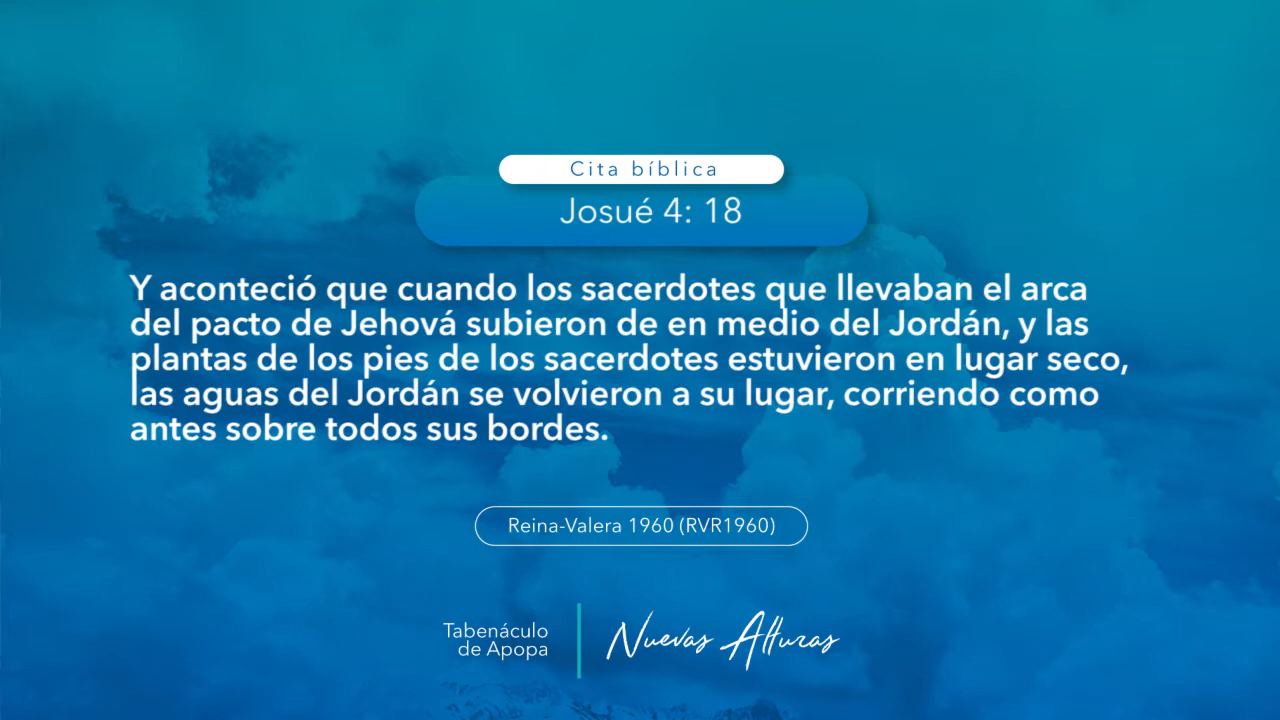 Cita bíblica
Josué 4: 18
Y aconteció que cuando los sacerdotes que llevaban el arca
del pacto de Jehová subieron de en medio del Jordán, y las
plantas de los pies de los sacerdotes estuvieron en lugar seco,
las aguas del Jordán se volvieron a su lugar, corriendo como
antes sobre todos sus bordes.
Reina-Valera 1960 (RVR1960)
Tabenáculo
de Apopa
Nuevas Alturas